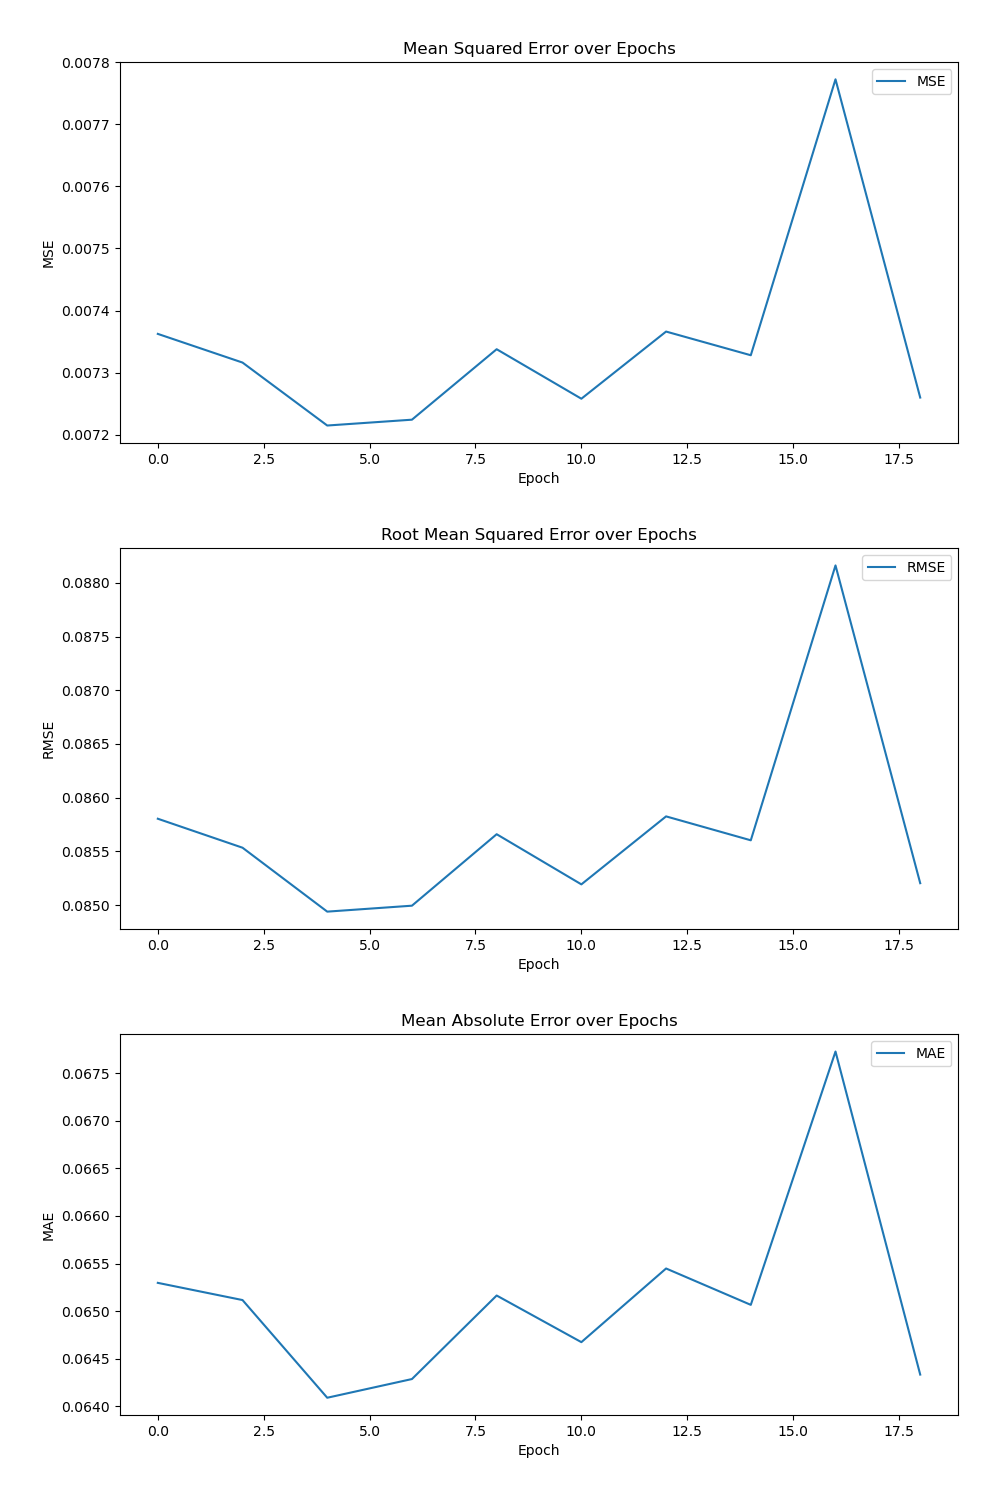 Mean Squared Error over Epochs
MSE
0.0078
0.0077
0.0076
0.0075
0.0074
0.0073
0.0072
MSE
0.0 2.5 5.0 7.5 10.0 12.5 15.0 17.5
Epoch
Root Mean Squared Error over Epochs
RMSE
0.0880
0.0875
0.0870
0.0865
0.0860
0.0855
0.0850
RMSE
0.0 2.5 5.0 7.5 10.0 12.5 15.0 17.5
Epoch
Mean Absolute Error over Epochs
MAE
0.0675
0.0670
0.0665
0.0660
0.0655
0.0650
0.0645
0.0640
MAE
0.0 2.5 5.0 7.5 10.0 12.5 15.0 17.5
Epoch